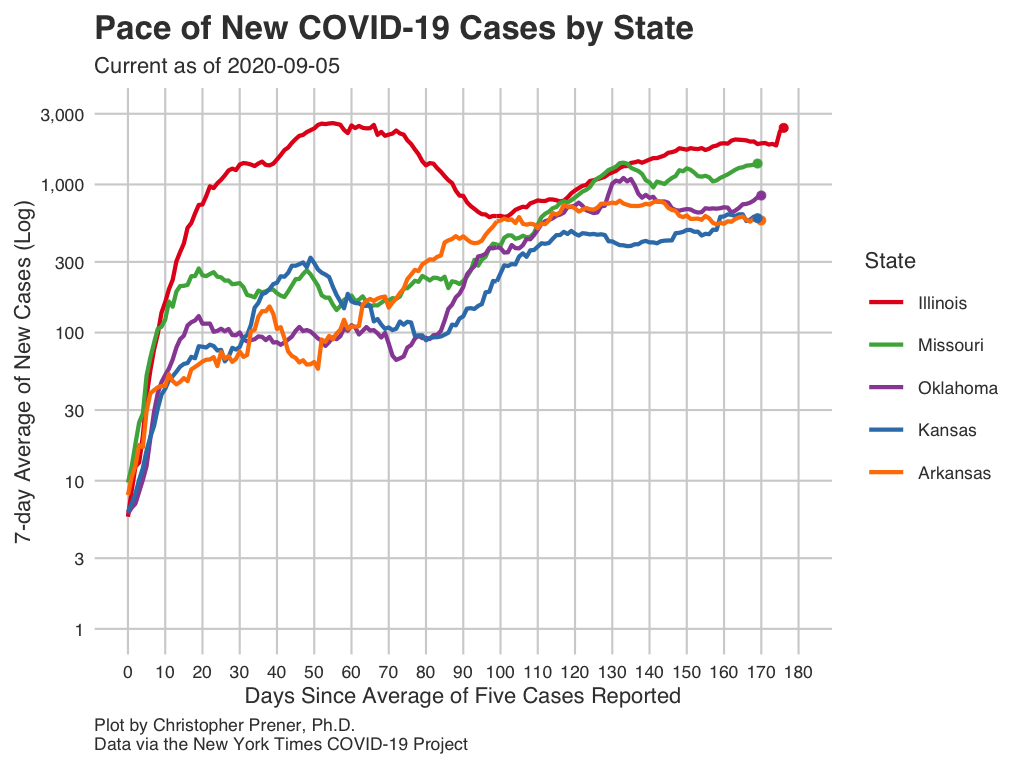 Pace of New COVID-19 Cases by State
Current as of 2020-09-05
7-day Average of New Cases (Log)
3,000
1,000
300
100
30
10
3
1
0 10 20 30 40 50 60 70 80 90 100 110 120 130 140 150 160 170 180
Days Since Average of Five Cases Reported
State
Illinois
Missouri
Oklahoma
Kansas
Arkansas
Plot by Christopher Prener, Ph.D.
Data via the New York Times COVID-19 Project